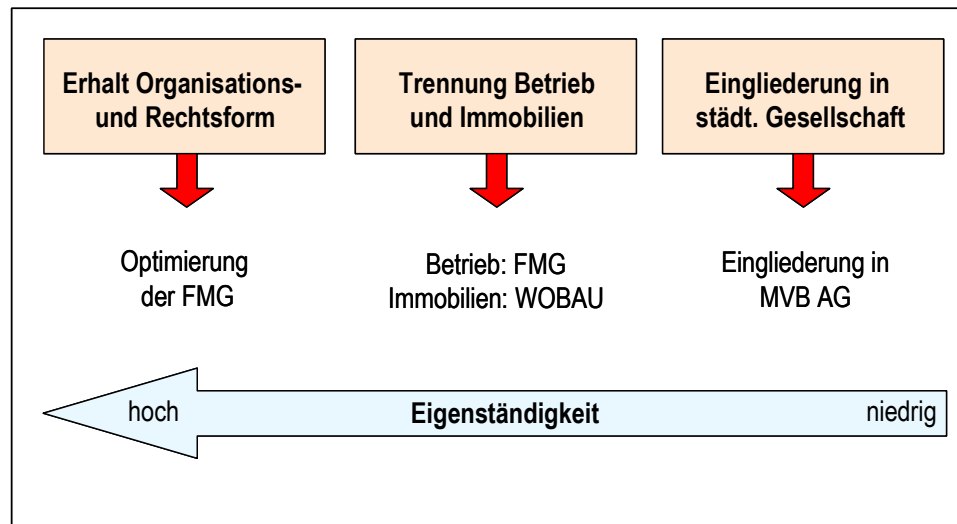 Erhalt Organisations-
und Rechtsform
Trennung Betrieb
und Immobilien
Eingliederung in
städt. Gesellschaft
Optimierung
der FMG
Betrieb: FMG
Immobilien: WOBAU
Eingliederung in
MVB AG
hoch Eigenständigkeit niedrig